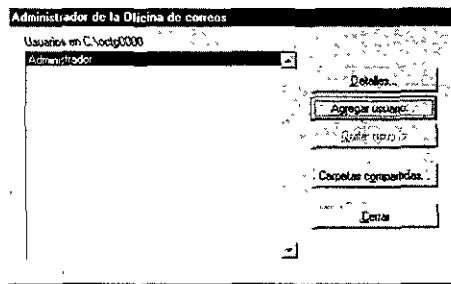 Administrador de la Oficina de correos
Usuarios en C:\octg0000
Administrador
Detalles...
Agregar usuario...
Quitar usuario
Carpetas compartidas...
Cerrar